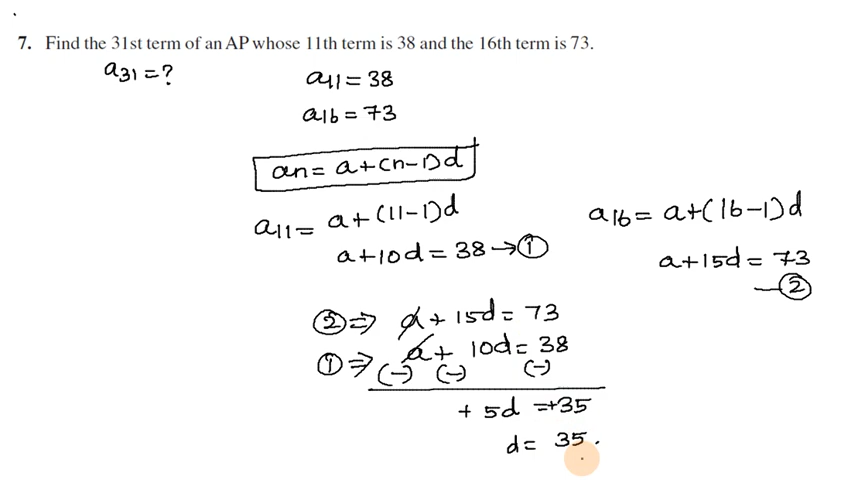 7. Find the 31st term of an AP whose 11th term is 38 and the 16th term is 73.
a31 = ?
a11 = 38
a16 = 73
an = a+(n-1)d
a11 = a+(11-1)d
a+10d = 38 → ①
a16 = a+(16-1)d
a+15d = 73
— ②
② ⇒ a + 15d = 73
① ⇒ a + 10d = 38
(-) (-) (-)
+ 5d = +35
d = 35